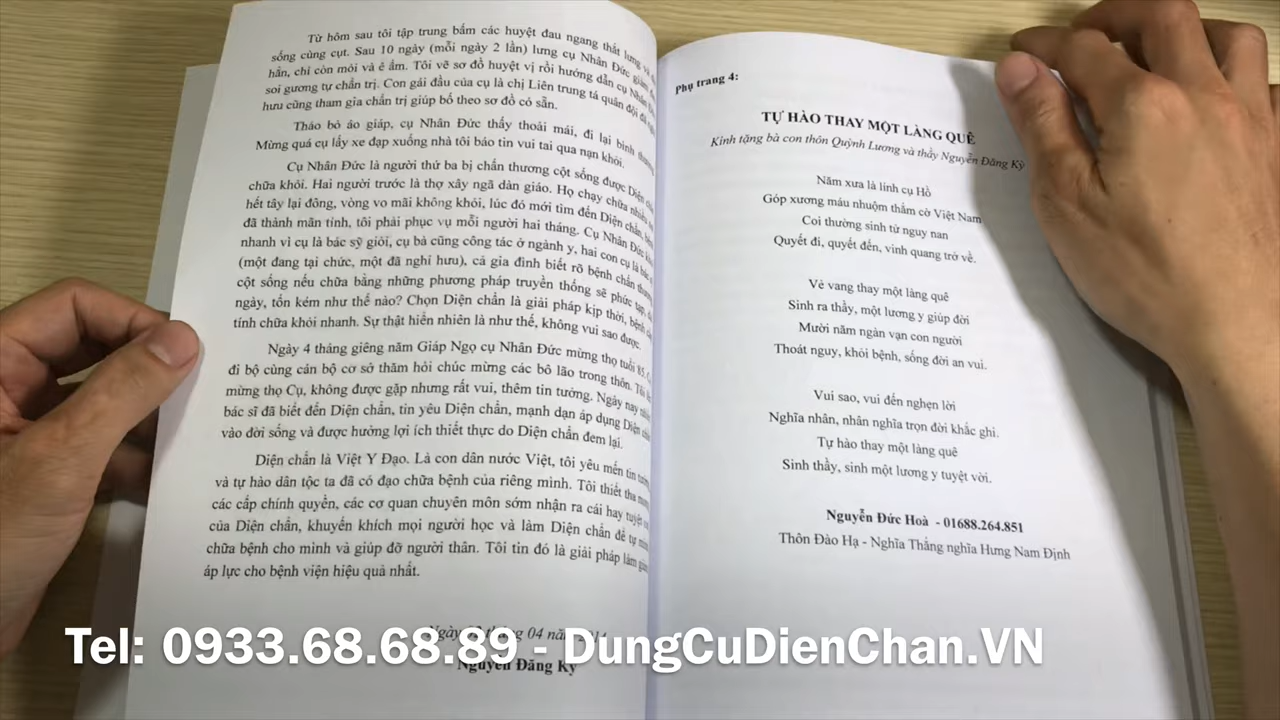 Từ hôm sau tôi tập trung bấm các huyệt đau ngang thắt lưng và
sống cùng cụt. Sau 10 ngày (mỗi ngày 2 lần) lưng cụ Nhân Đức giảm
hẳn, chỉ còn mỏi và ê ẩm. Tôi vẽ sơ đồ huyệt vị rồi hướng dẫn cụ Nhân
soi gương tự chẩn trị. Con gái đầu của cụ là chị Liên trung tá quân đội đã
hưu cũng tham gia chẩn trị giúp bố theo sơ đồ có sẵn.
Tháo bỏ áo giáp, cụ Nhân Đức thấy thoải mái, đi lại bình thường.
Mừng quá cụ lấy xe đạp xuống nhà tôi báo tin vui tai qua nạn khỏi.
Cụ Nhân Đức là người thứ ba bị chấn thương cột sống được Diện
chữa khỏi. Hai người trước là thợ xây ngã dàn giáo. Họ chạy chữa nhiều
hết tây lại đông, vòng vo mãi không khỏi, lúc đó mới tìm đến Diện chẩn,
đã thành mãn tính, tôi phải phục vụ mỗi người hai tháng. Cụ Nhân Đức
nhanh vì cụ là bác sỹ giỏi, cụ bà cũng công tác ở ngành y, hai con cụ là
(một đang tại chức, một đã nghỉ hưu), cả gia đình biết rõ bệnh chấn thương
cột sống nếu chữa bằng những phương pháp truyền thống sẽ phức tạp,
ngày, tốn kém như thế nào? Chọn Diện chẩn là giải pháp kịp thời, bệnh
tính chữa khỏi nhanh. Sự thật hiển nhiên là như thế, không vui sao được.
Ngày 4 tháng giêng năm Giáp Ngọ cụ Nhân Đức mừng thọ tuổi 85.
đi bộ cùng cán bộ cơ sở thăm hỏi chúc mừng các bô lão trong thôn. Tôi
mừng thọ Cụ, không được gặp nhưng rất vui, thêm tin tưởng. Ngày nay
bác sĩ đã biết đến Diện chẩn, tin yêu Diện chẩn, mạnh dạn áp dụng Diện
vào đời sống và được hưởng lợi ích thiết thực do Diện chẩn đem lại.
Diện chẩn là Việt Y Đạo. Là con dân nước Việt, tôi yêu mến tin tưởng
và tự hào dân tộc ta đã có đạo chữa bệnh của riêng mình. Tôi thiết tha
các cấp chính quyền, các cơ quan chuyên môn sớm nhận ra cái hay tuyệt
của Diện chẩn, khuyến khích mọi người học và làm Diện chẩn để tự
chữa bệnh cho mình và giúp đỡ người thân. Tôi tin đó là giải pháp làm giảm
áp lực cho bệnh viện hiệu quả nhất.
tháng 04
Nguyễn Đăng Kỳ
Phụ trang 4:
TỰ HÀO THAY MỘT LÀNG QUÊ
Kính tặng bà con thôn Quỳnh Lương và thầy Nguyễn Đăng Kỳ
Năm xưa là lính cụ Hồ
Góp xương máu nhuộm thắm cờ Việt Nam
Coi thường sinh tử nguy nan
Quyết đi, quyết đến, vinh quang trở về.
Vẻ vang thay một làng quê
Sinh ra thầy, một lương y giúp đời
Mười năm ngàn vạn con người
Thoát nguy, khỏi bệnh, sống đời an vui.
Vui sao, vui đến nghẹn lời
Nghĩa nhân, nhân nghĩa trọn đời khắc ghi.
Tự hào thay một làng quê
Sinh thầy, sinh một lương y tuyệt vời.
Nguyễn Đức Hoà - 01688.264.851
Thôn Đào Hạ - Nghĩa Thắng nghĩa Hưng Nam Định
Tel: 0933.68.68.89 - DungCuDienChan.VN